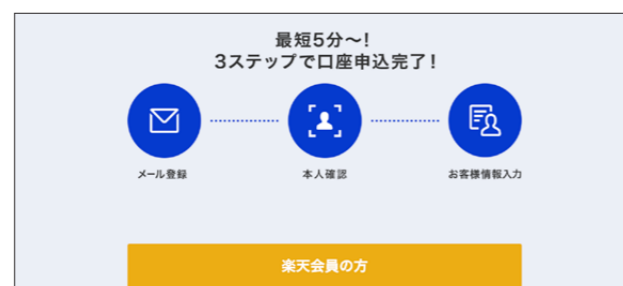 最短5分〜!
3ステップで口座申込完了!
メール登録
本人確認
お客様情報入力
楽天会員の方